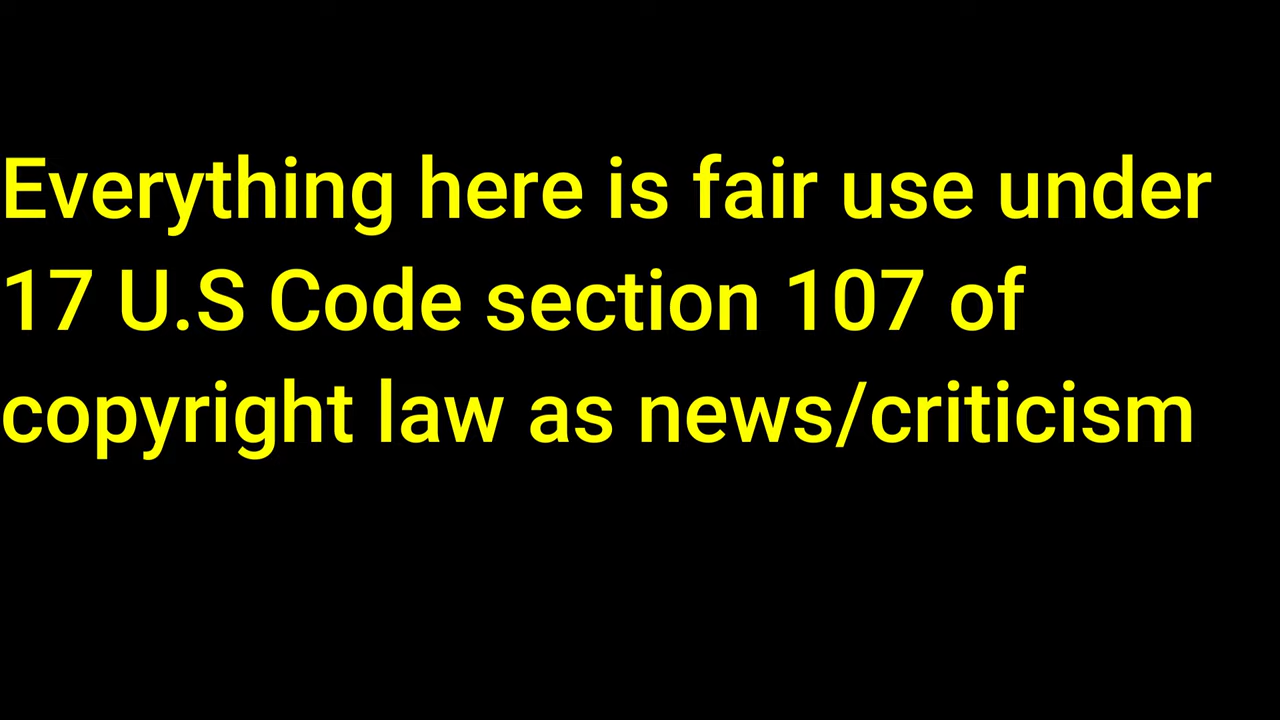 Everything here is fair use under
17 U.S Code section 107 of
copyright law as news/criticism